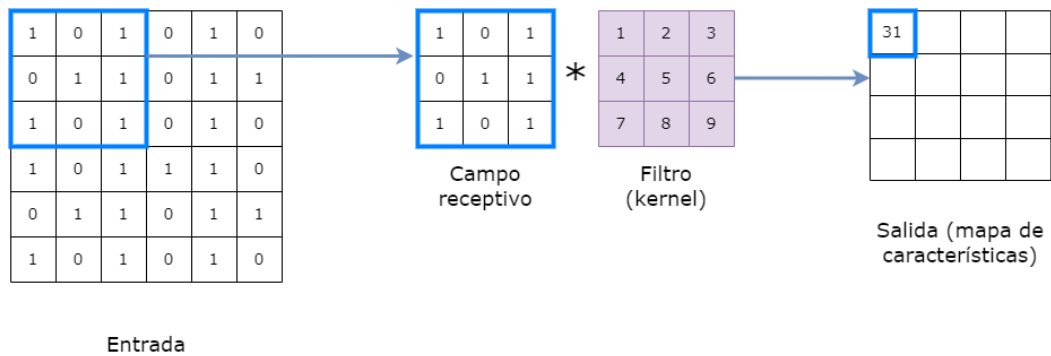 1 0 1 0 1 0
0 1 1 0 1 1
1 0 1 0 1 0
1 0 1 1 1 0
0 1 1 0 1 1
1 0 1 0 1 0
Entrada
1 0 1
0 1 1
1 0 1
Campo
receptivo
*
1 2 3
4 5 6
7 8 9
Filtro
(kernel)
31
Salida (mapa de
características)